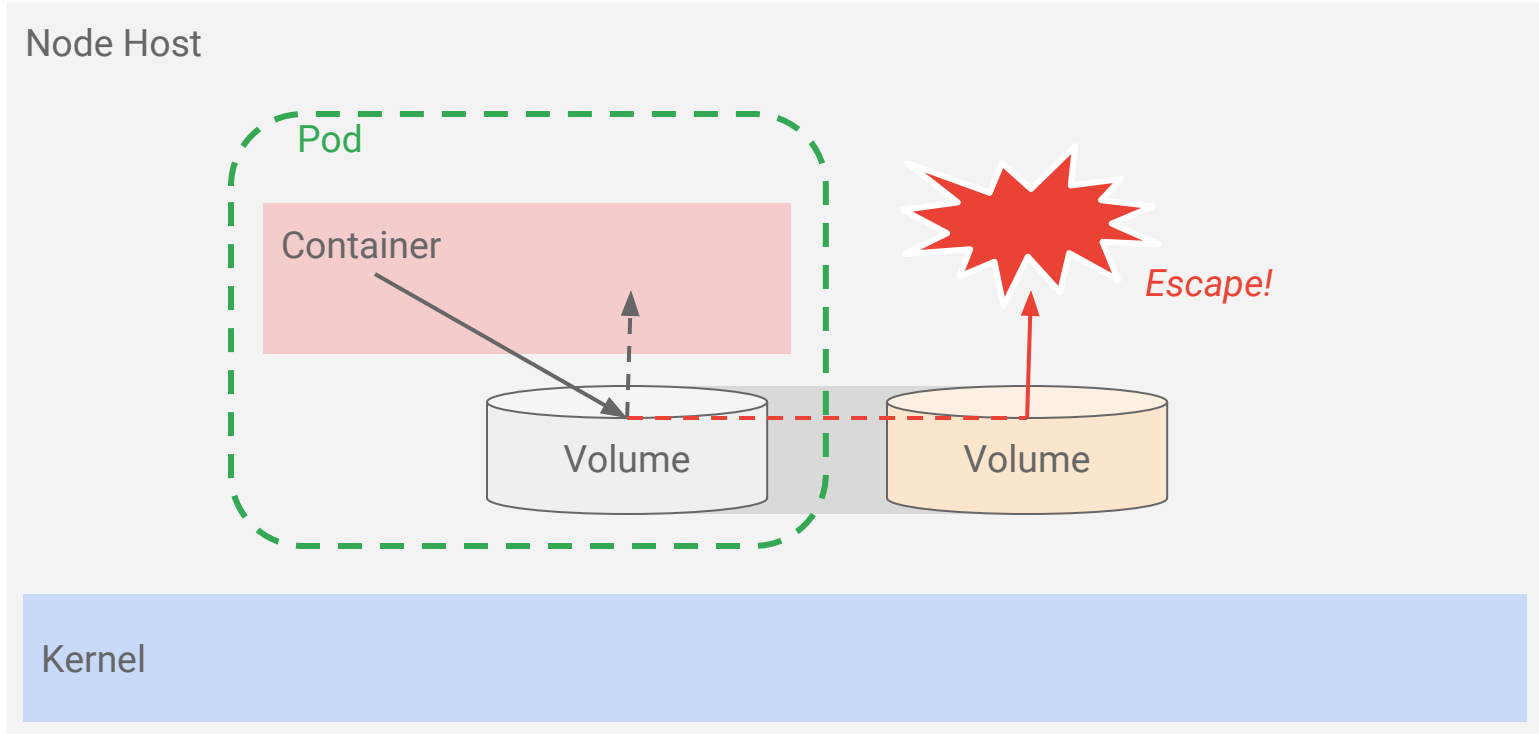 Node Host
Pod
Container
Escape!
Volume
Volume
Kernel